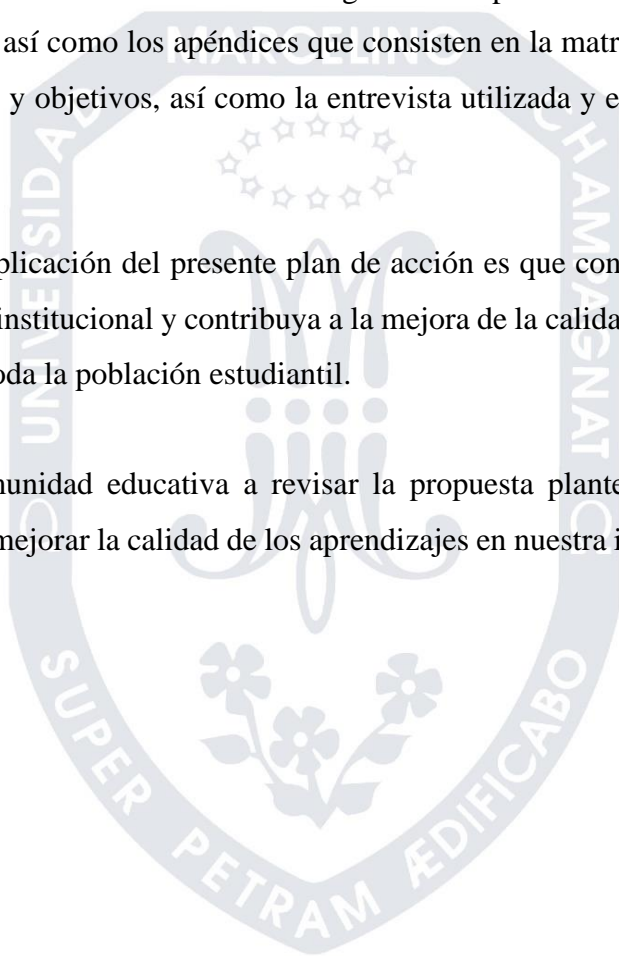 así como los apéndices que consisten en la matr
y objetivos, así como la entrevista utilizada y e
plicación del presente plan de acción es que con
institucional y contribuya a la mejora de la calida
oda la población estudiantil.
unidad educativa a revisar la propuesta plante
mejorar la calidad de los aprendizajes en nuestra i
UNIVERSIDAD MARCELINO CHAMPAGNAT
SUPER PETRAM ÆDIFICABO